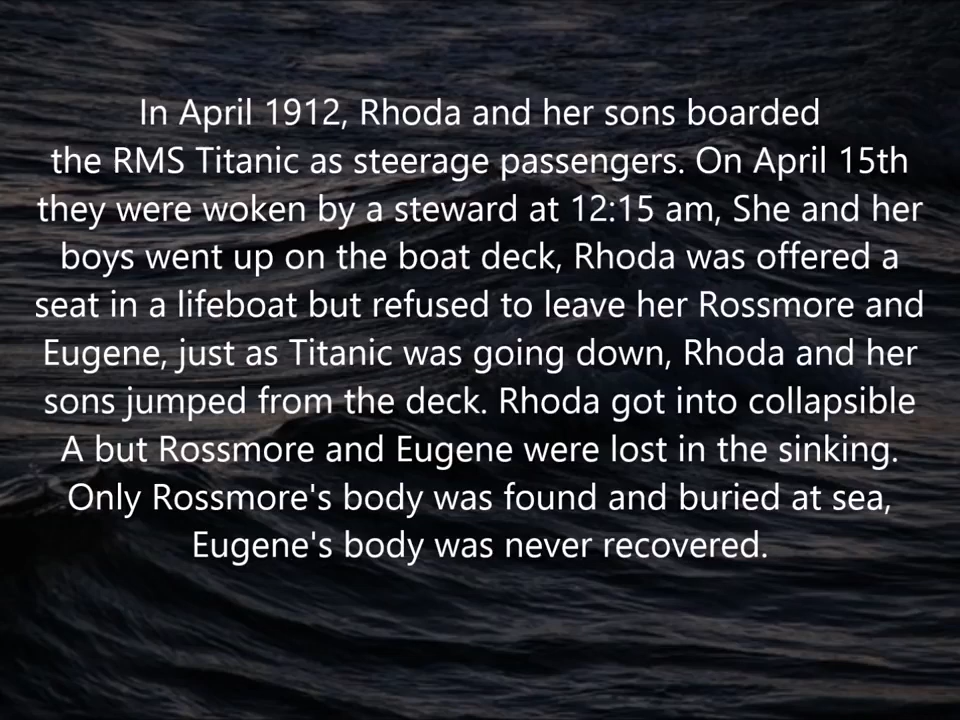 In April 1912, Rhoda and her sons boarded
the RMS Titanic as steerage passengers. On April 15th
they were woken by a steward at 12:15 am, She and her
boys went up on the boat deck, Rhoda was offered a
seat in a lifeboat but refused to leave her Rossmore and
Eugene, just as Titanic was going down, Rhoda and her
sons jumped from the deck. Rhoda got into collapsible
A but Rossmore and Eugene were lost in the sinking.
Only Rossmore's body was found and buried at sea,
Eugene's body was never recovered.